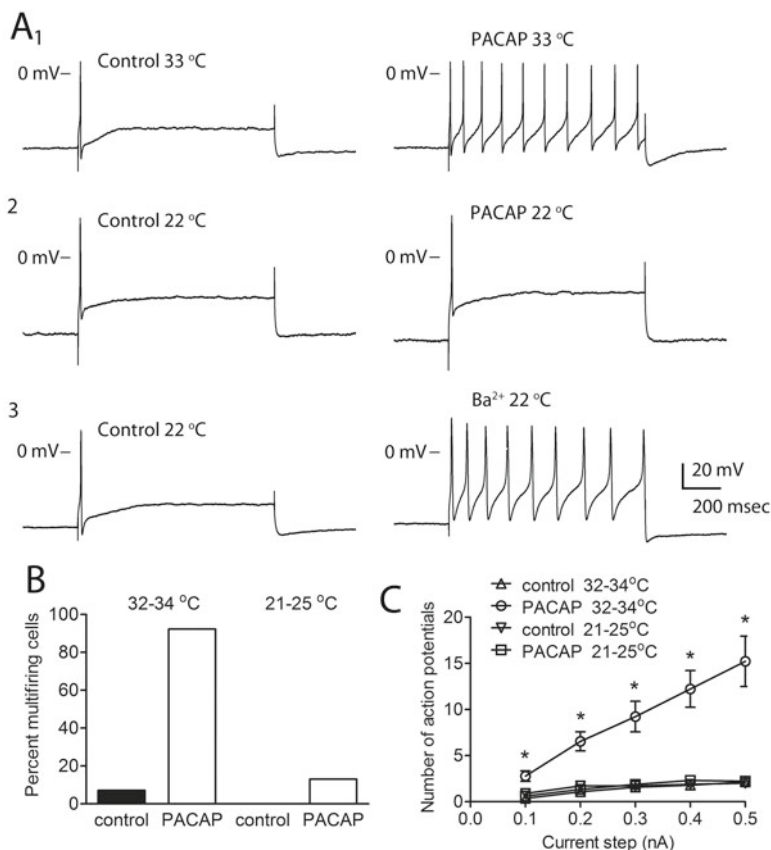 A1
Control 33 °C
PACAP 33 °C
0 mV
0 mV
2
Control 22 °C
PACAP 22 °C
0 mV
0 mV
3
Control 22 °C
Ba2+ 22 °C
0 mV
0 mV
20 mV
200 msec
B
32-34 °C 21-25 °C
Percent multifiring cells
100
80
60
40
20
0
control PACAP control PACAP
C
control 32-34°C
PACAP 32-34°C
control 21-25°C
PACAP 21-25°C
Number of action potentials
20
15
10
5
0
* * * * *
0.0 0.1 0.2 0.3 0.4 0.5
Current step (nA)